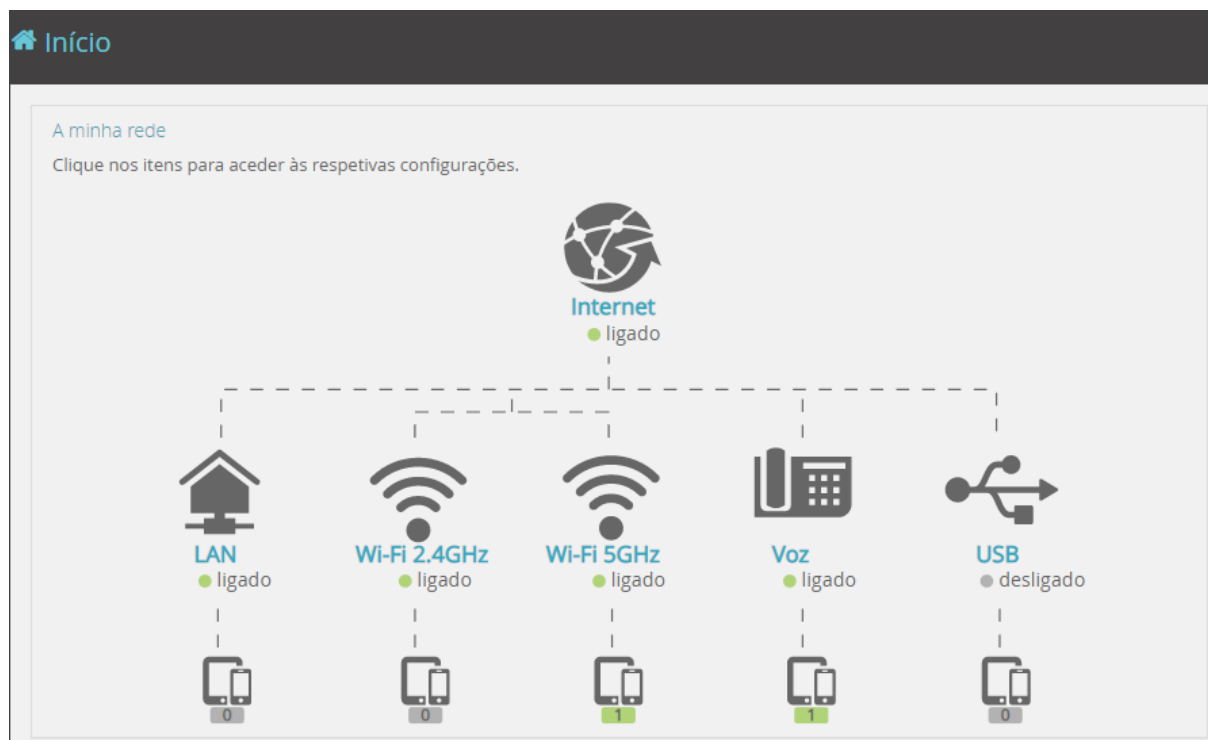 Início
A minha rede
Clique nos itens para aceder às respetivas configurações.
Internet
ligado
LAN
ligado
Wi-Fi 2.4GHz
ligado
Wi-Fi 5GHz
ligado
Voz
ligado
USB
desligado
0
0
1
1
0